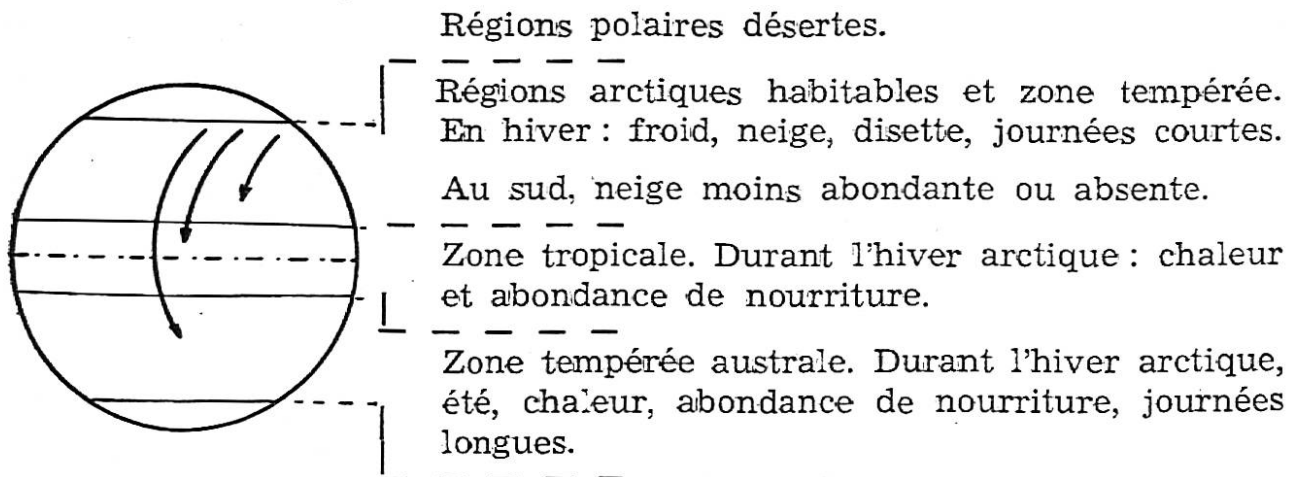 Régions polaires désertes.
Régions arctiques habitables et zone tempérée.
En hiver : froid, neige, disette, journées courtes.
Au sud, neige moins abondante ou absente.
Zone tropicale. Durant l'hiver arctique : chaleur
et abondance de nourriture.
Zone tempérée australe. Durant l'hiver arctique,
été, chaleur, abondance de nourriture, journées
longues.